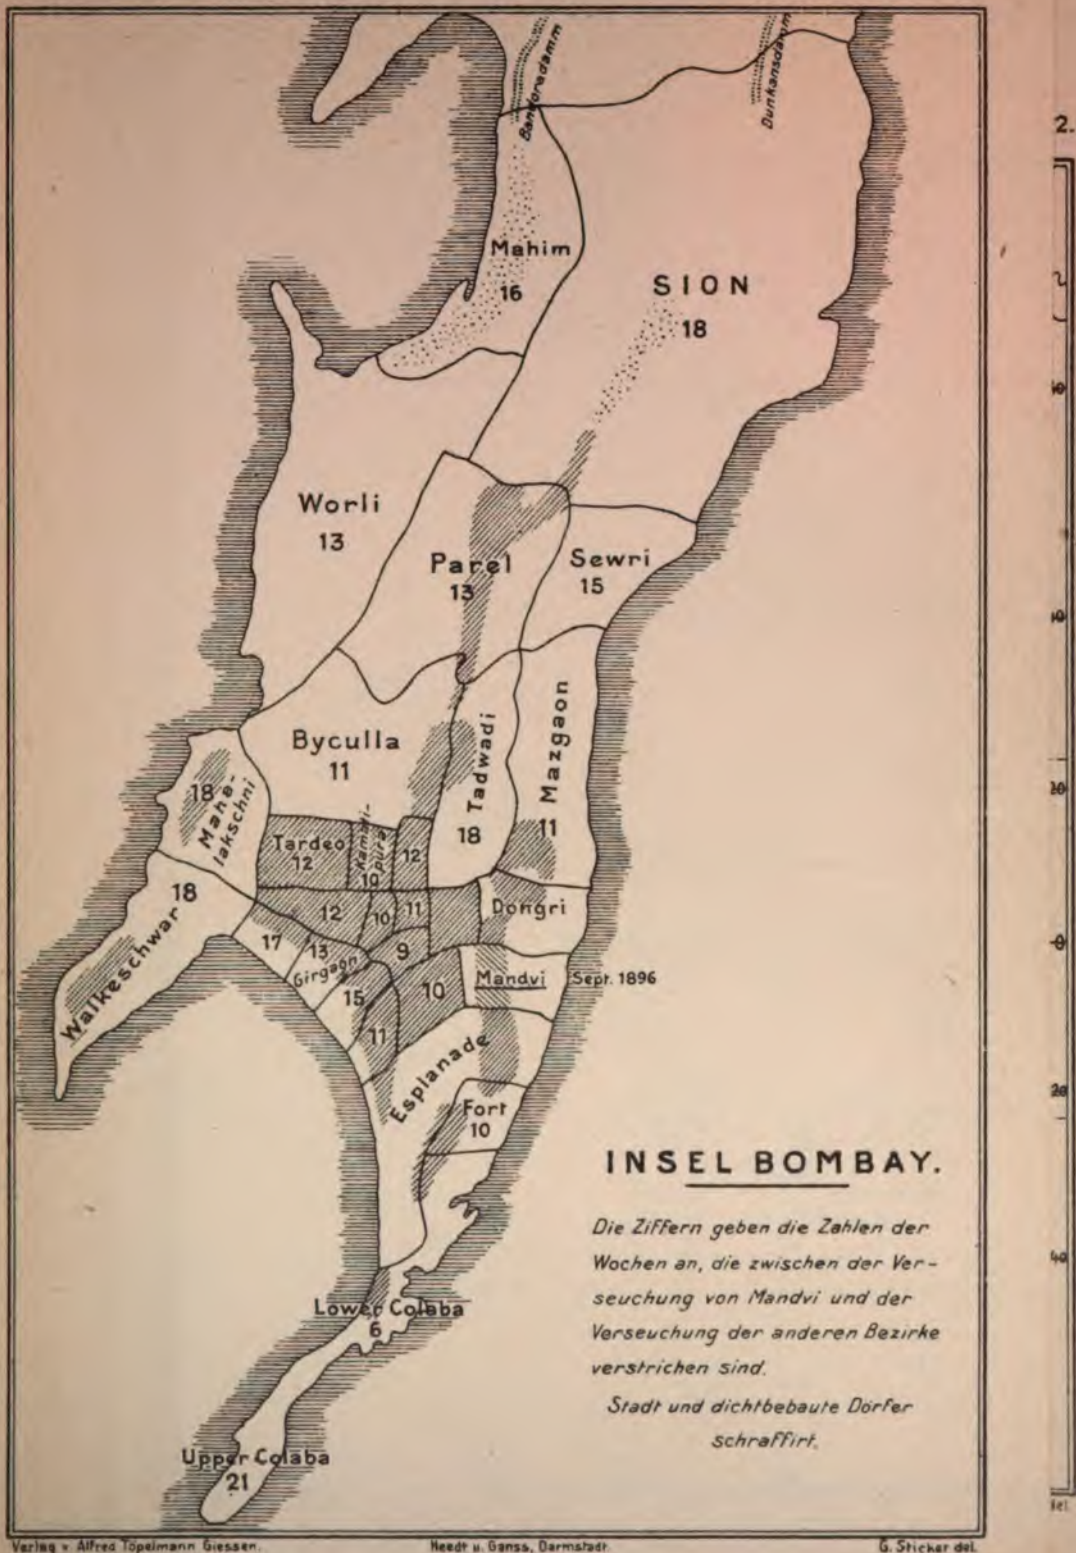 Bandoradamm
Dunkansdamm
2.
Mahim
16
SION
18
Worli
13
Parel
13
Sewri
15
Byculla
11
Tadwadi
18
Mazgaon
11
18
Maha-
lakschni
Tardeo
12
Kamati-
pura
10
12
18
Walkeschwar
12
10
11
Dongri
17
13
Girgaon
9
15
10
Mandvi
Sept. 1896
11
Esplanade
Fort
10
INSEL BOMBAY.
Die Ziffern geben die Zahlen der
Wochen an, die zwischen der Ver-
seuchung von Mandvi und der
Verseuchung der anderen Bezirke
verstrichen sind.
Stadt und dichtbebaute Dörfer
schraffirt.
Lower Colaba
6
Upper Colaba
21
Verlag v. Alfred Töpelmann Giessen.
Heedt u. Ganss, Darmstadt.
G. Sticker del.